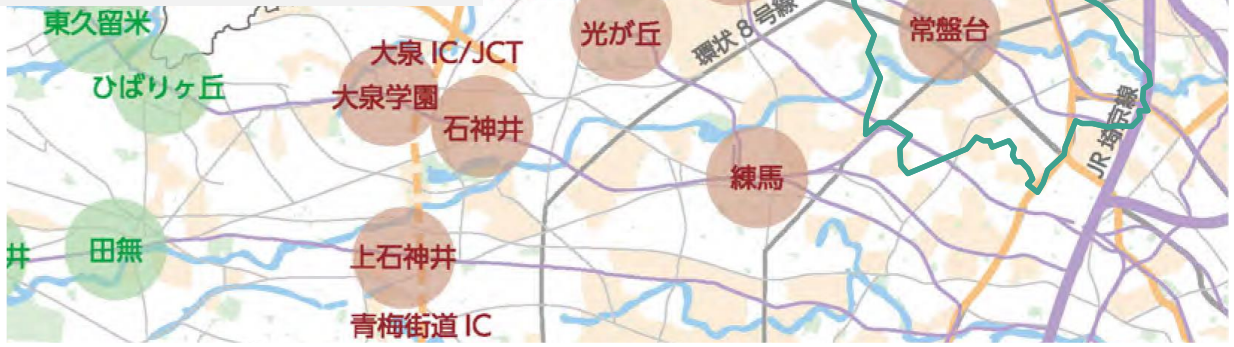 東久留米
ひばりヶ丘
大泉 IC/JCT
大泉学園
石神井
光が丘
環状8号線
常盤台
JR 埼京線
練馬
井
田無
上石神井
青梅街道 IC